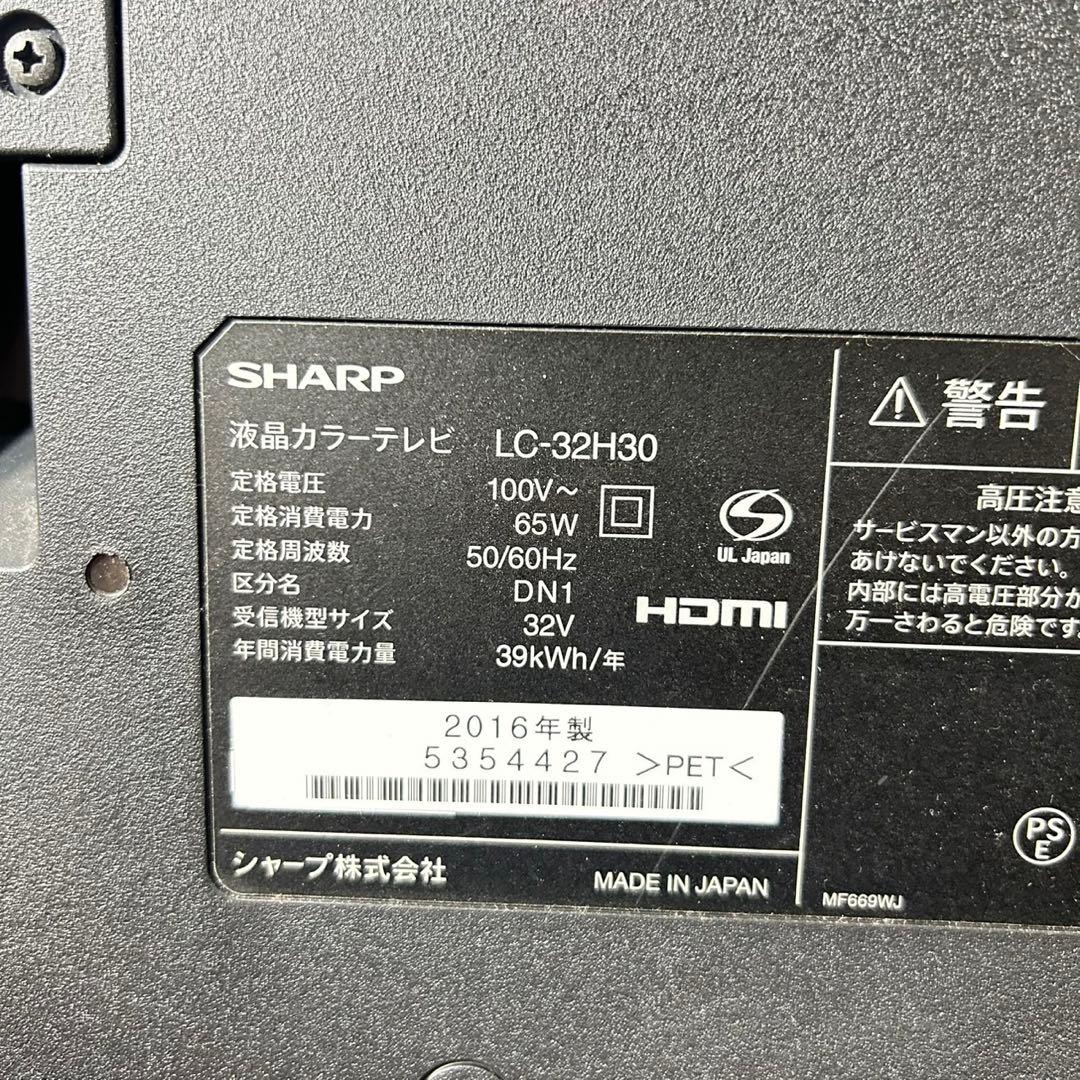 SHARP
液晶カラーテレビ LC-32H30
定格電圧 100V～
定格消費電力 65W
定格周波数 50/60Hz
区分名 DN1
受信機型サイズ 32V
年間消費電力量 39kWh/年
UL Japan
HDMI
2016年製
5354427 >PET<
シャープ株式会社 MADE IN JAPAN
警告
高圧注意
サービスマン以外の方
あけないでください。
内部には高電圧部分が
万一さわると危険です
MF669WJ
PS
E